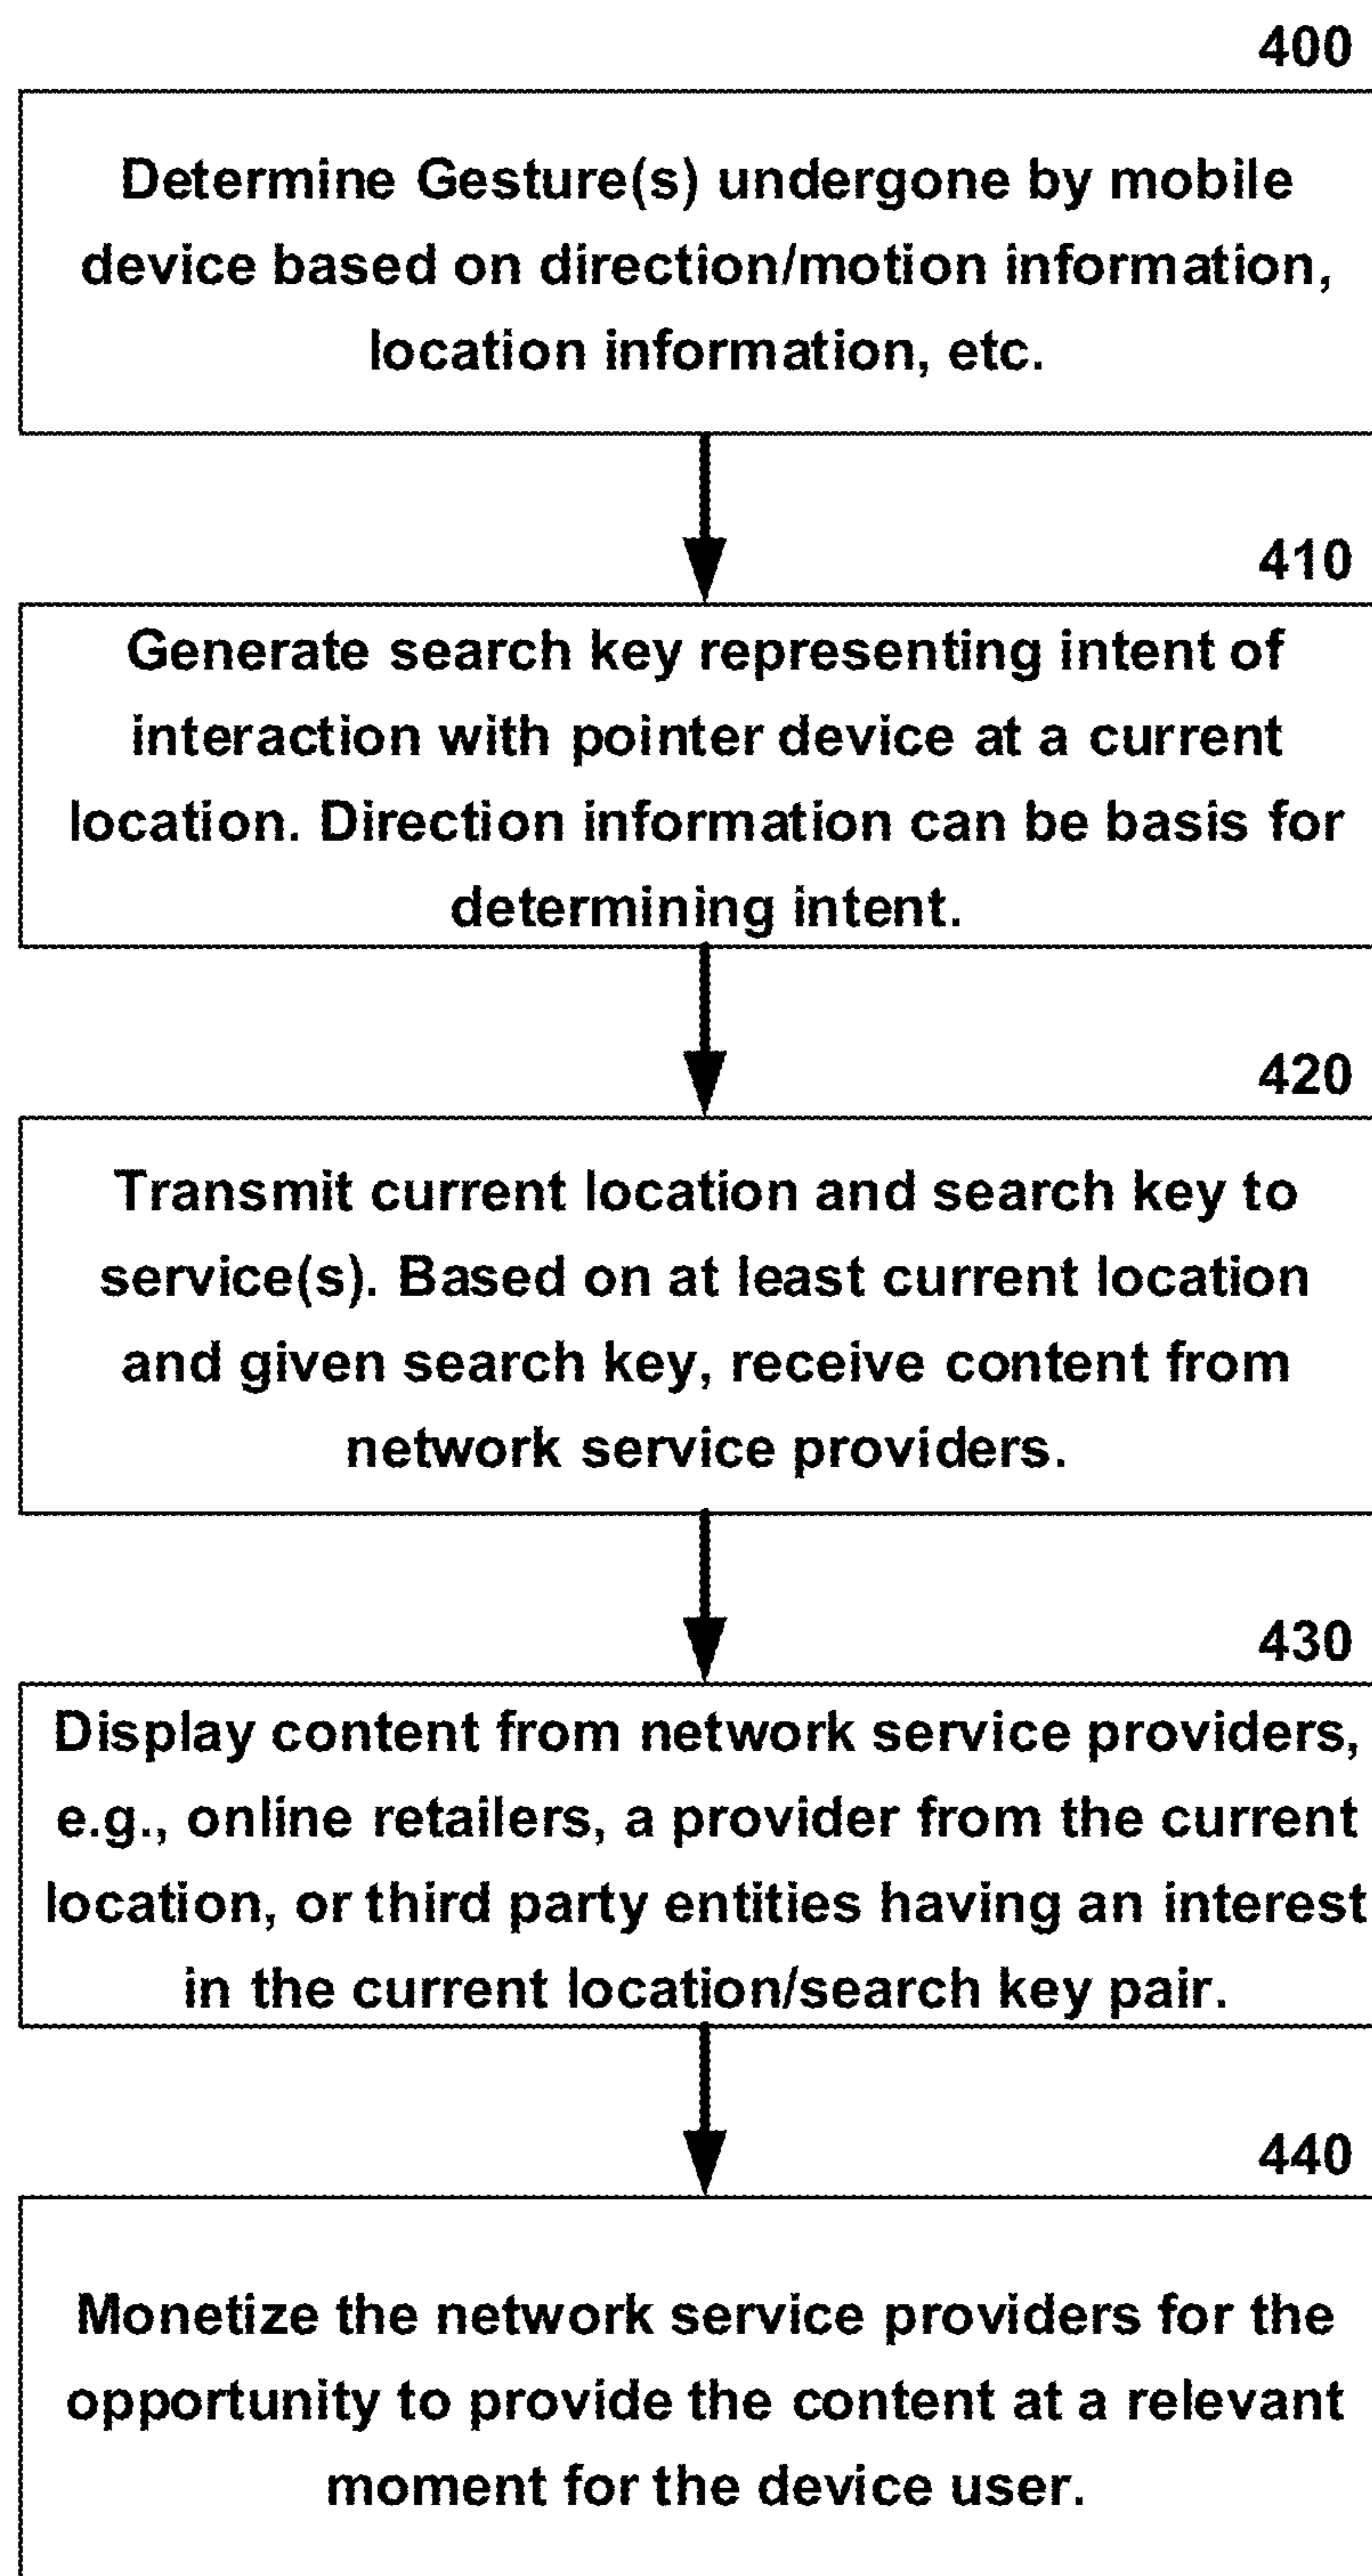 400
Determine Gesture(s) undergone by mobile
device based on direction/motion information,
location information, etc.
410
Generate search key representing intent of
interaction with pointer device at a current
location. Direction information can be basis for
determining intent.
420
Transmit current location and search key to
service(s). Based on at least current location
and given search key, receive content from
network service providers.
430
Display content from network service providers,
e.g., online retailers, a provider from the current
location, or third party entities having an interest
in the current location/search key pair.
440
Monetize the network service providers for the
opportunity to provide the content at a relevant
moment for the device user.